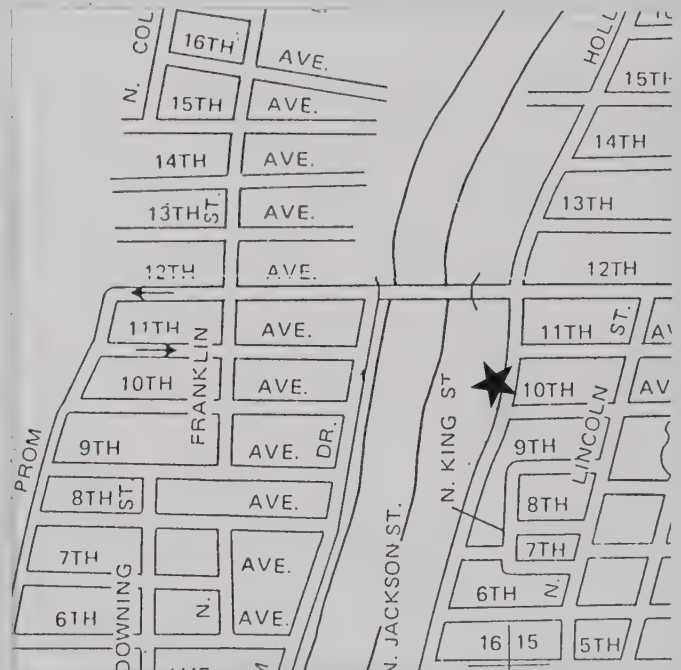 N. COL
16TH
AVE.
HOLL
15TH
AVE.
15TH
14TH
AVE.
14TH
13TH
ST.
AVE.
13TH
12TH
AVE.
12TH
11TH
AVE.
11TH
ST.
AV
10TH
FRANKLIN
AVE.
N. KING ST
10TH
LINCOLN
AV
PROM
9TH
AVE.
DR.
9TH
8TH
ST.
AVE.
8TH
7TH
AVE.
7TH
6TH
DOWNING
N.
AVE.
N. JACKSON ST.
6TH
N.
16 15
5TH
AVE